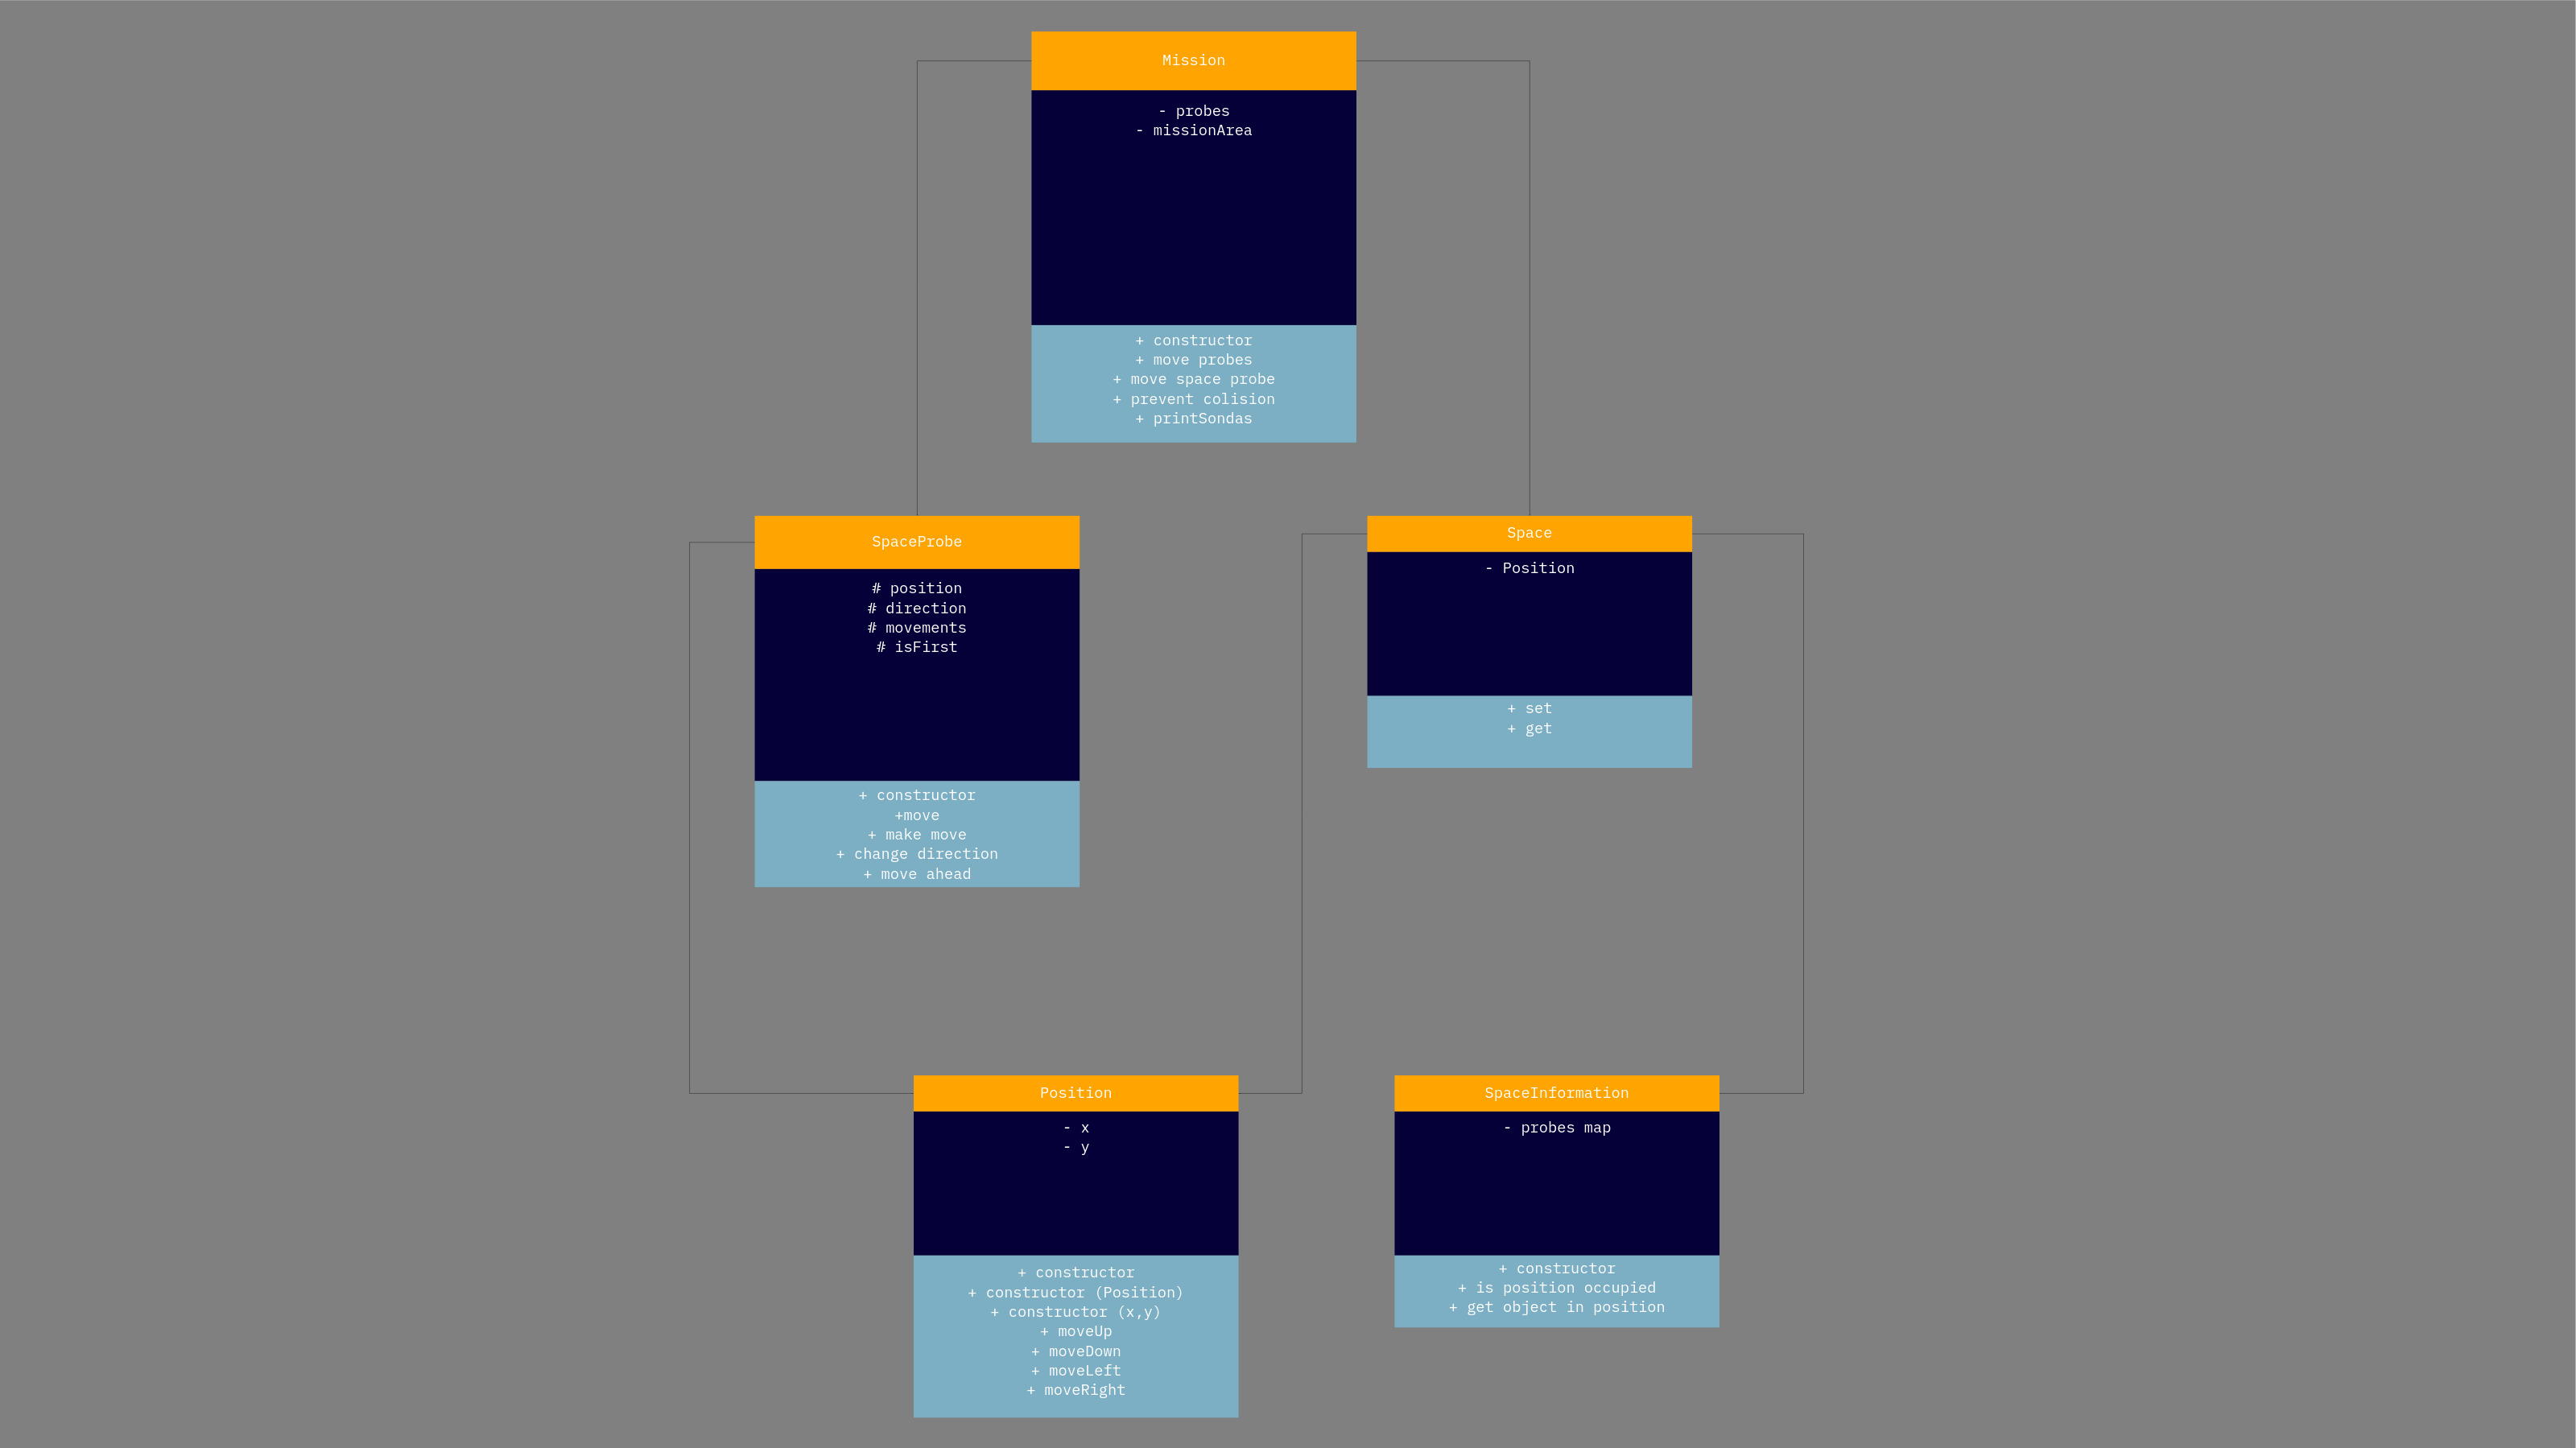 Mission
- probes
- missionArea
+ constructor
+ move probes
+ move space probe
+ prevent colision
+ printSondas
SpaceProbe
# position
# direction
# movements
# isFirst
+ constructor
+move
+ make move
+ change direction
+ move ahead
Space
- Position
+ set
+ get
Position
- x
- y
+ constructor
+ constructor (Position)
+ constructor (x,y)
+ moveUp
+ moveDown
+ moveLeft
+ moveRight
SpaceInformation
- probes map
+ constructor
+ is position occupied
+ get object in position